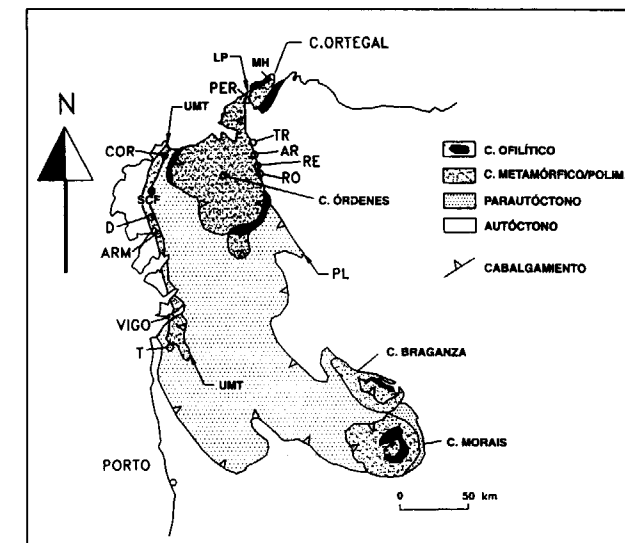 C.ORTEGAL
LP
MH
PER
N
UMT
TR
COR
AR
RE
RO
C. ÓRDENES
SCF
D
ARM
PL
C. OFILÍTICO
C. METAMÓRFICO/POLIM.
PARAUTÓCTONO
AUTÓCTONO
CABALGAMIENTO
VIGO
T
UMT
C. BRAGANZA
C. MORAIS
PORTO
0 50 km